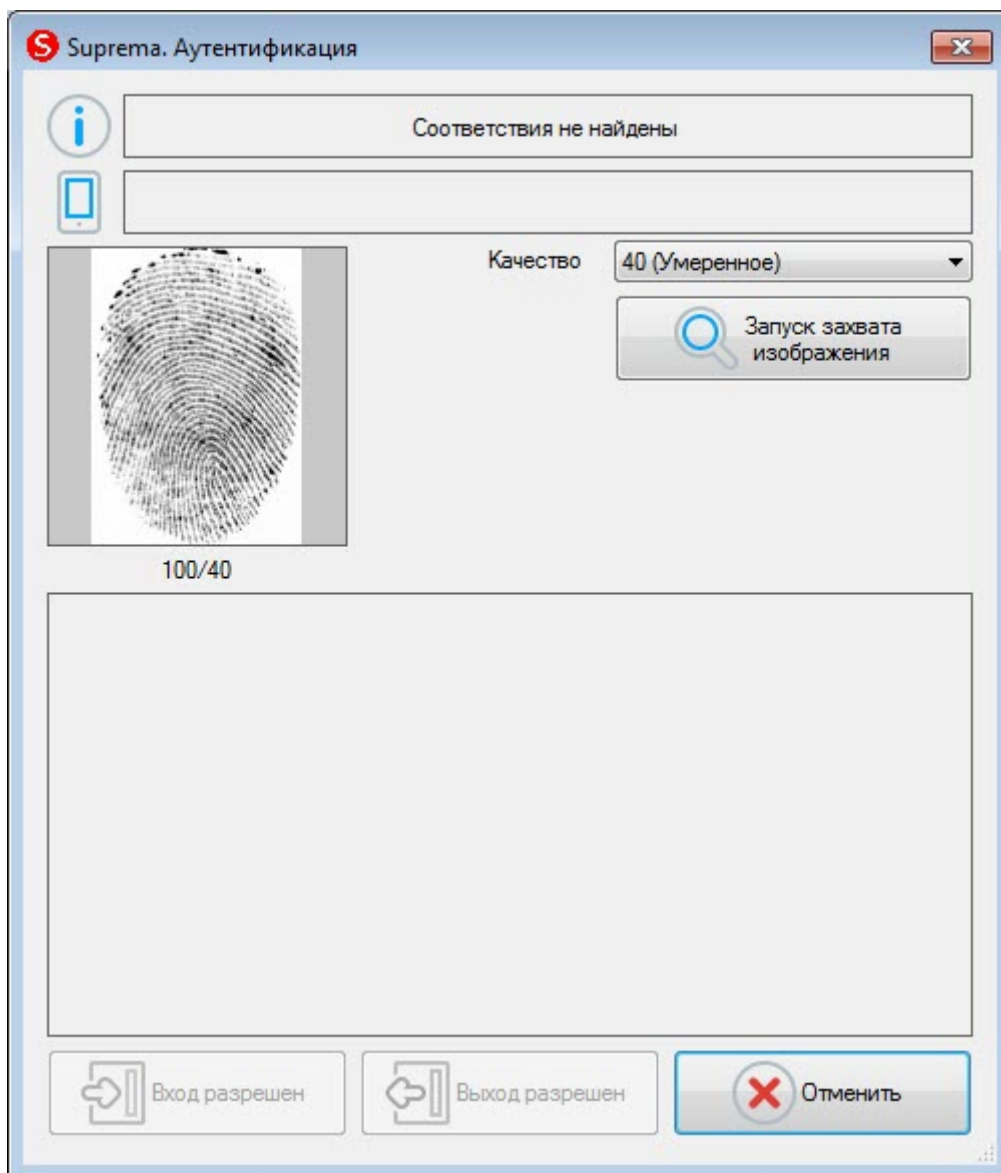 Suprema. Аутентификация
Соответствия не найдены
Качество
40 (Умеренное)
Запуск захвата
изображения
100/40
Вход разрешен
Выход разрешен
Отменить